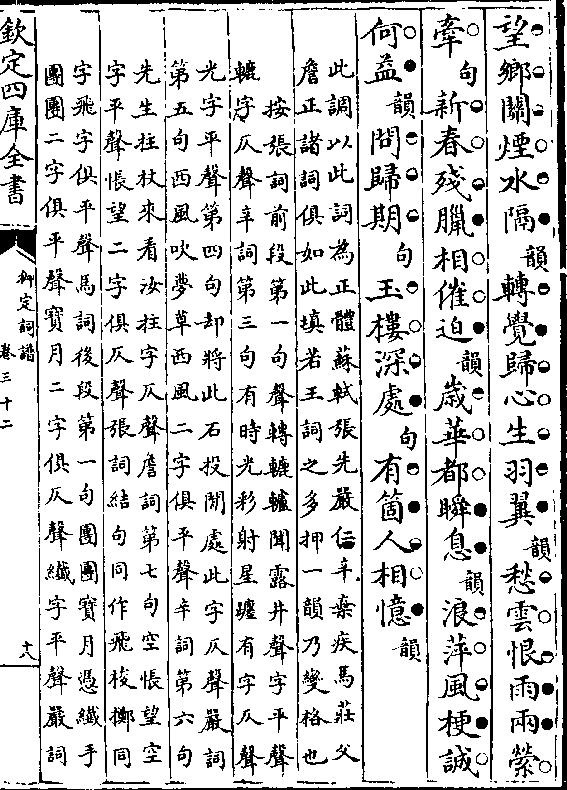 望鄉關煙水隔韻轉覺歸心生羽翼韻愁雲恨雨兩縈
牽句新春殘臘相催迫韻歲華都瞬息韻浪萍風梗誠
何益韻問歸期句玉樓深處句有箇人相憶韻
此調以此詞為正體蘇軾張先嚴仁辛棄疾馬莊父
詹正諸詞俱如此填若王詞之多押一韻乃變格也
按張詞前段第一句聲轉轆轤聞露井聲字平聲
轆字仄聲辛詞第三句有時光彩射星躔有字仄聲
光字平聲第四句却將此石投閒處此字仄聲嚴詞
第五句西風吹夢草西風二字俱平聲辛詞第六句
先生拄杖來看汝拄字仄聲詹詞第七句空悵望空
字平聲悵望二字俱仄聲張詞結句同作飛梭擲同
字飛字俱平聲馬詞後段第一句團團寶月憑纖手
團團二字俱平聲寶月二字俱仄聲纖字平聲嚴詞
欽定四庫全書
御定詞譜
卷三十二
十八